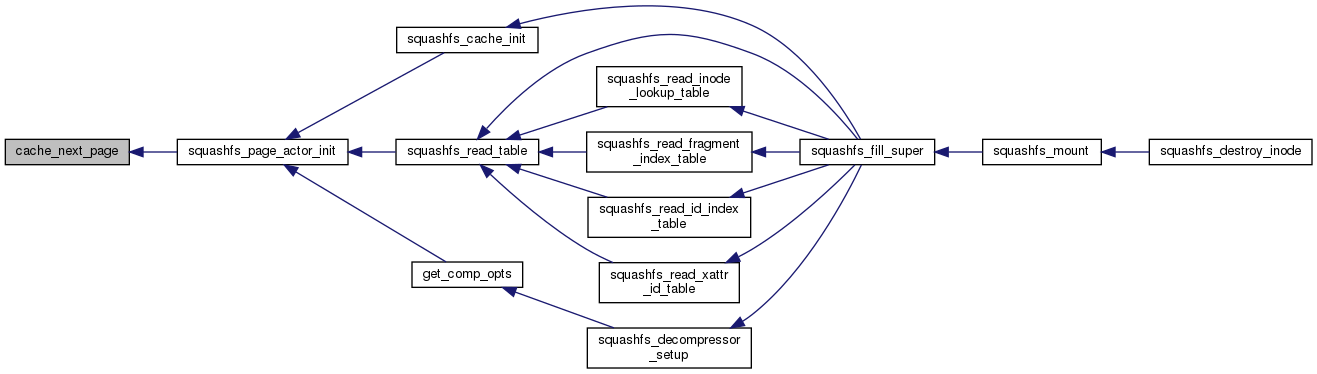 squashfs_cache_init
squashfs_read_inode
_lookup_table
cache_next_page
squashfs_page_actor_init
squashfs_read_table
squashfs_read_fragment
_index_table
squashfs_fill_super
squashfs_mount
squashfs_destroy_inode
squashfs_read_id_index
_table
get_comp_opts
squashfs_read_xattr
_id_table
squashfs_decompressor
_setup